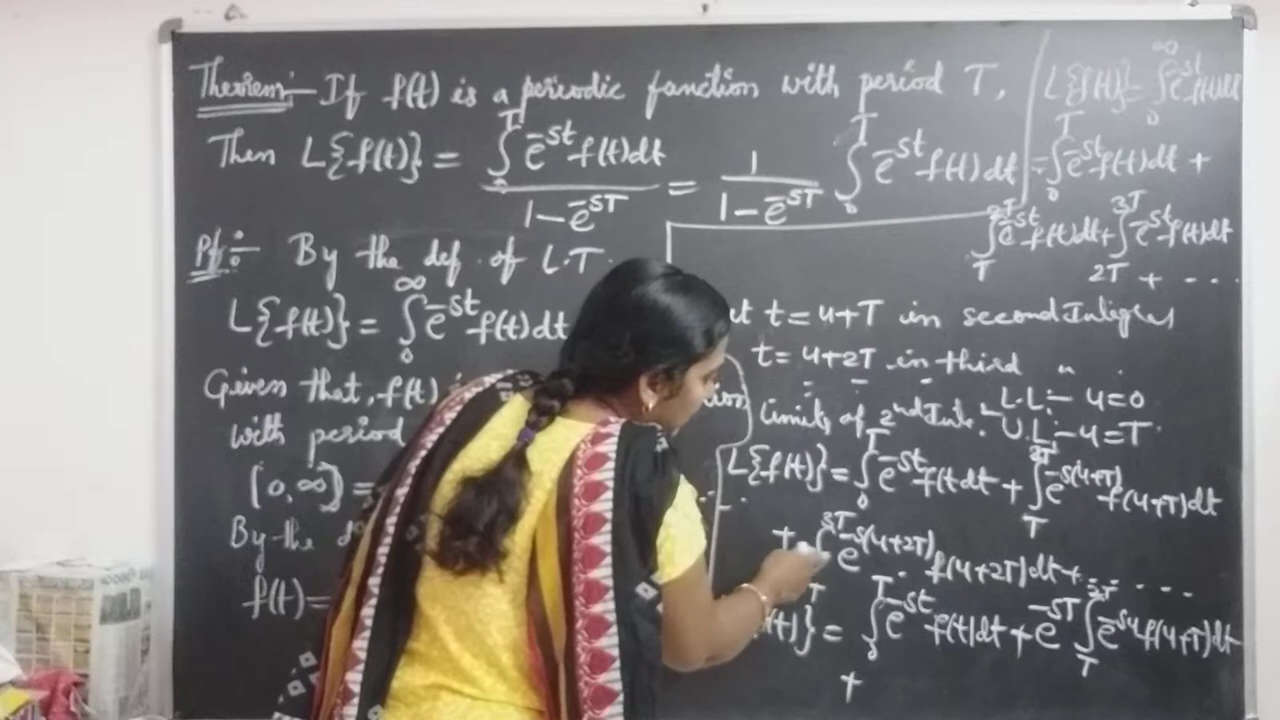 Theorem:- If f(t) is a periodic function with period T,
Then L{f(t)} = ∫₀ᵀ e^-st f(t)dt / 1-e^-sT = 1 / 1-e^-sT ∫₀ᵀ e^-st f(t)dt
Pf:- By the def. of L.T.
L{f(t)} = ∫₀^∞ e^-st f(t)dt
Given that, f(t)
with period
[0,∞) =
By the
f(t) =
L{f(t)} = ∫₀^∞ e^-st f(t)dt
= ∫₀ᵀ e^-st f(t)dt +
∫_T^2T e^-st f(t)dt + ∫_2T^3T e^-st f(t)dt
+ ....
t = u+T in second Integral
t = u+2T in third "
limits of 2nd Int. L.L:- u=0
U.L:- u=T
L{f(t)} = ∫₀ᵀ e^-st f(t)dt + ∫_T^2T e^-s(u+T) f(u+T)dt
+ ∫^3T e^-s(u+2T) f(u+2T)dt + ....
(t)} = ∫₀ᵀ e^-st f(t)dt + e^-sT ∫_T^2T e^-su f(u+T)dt
+